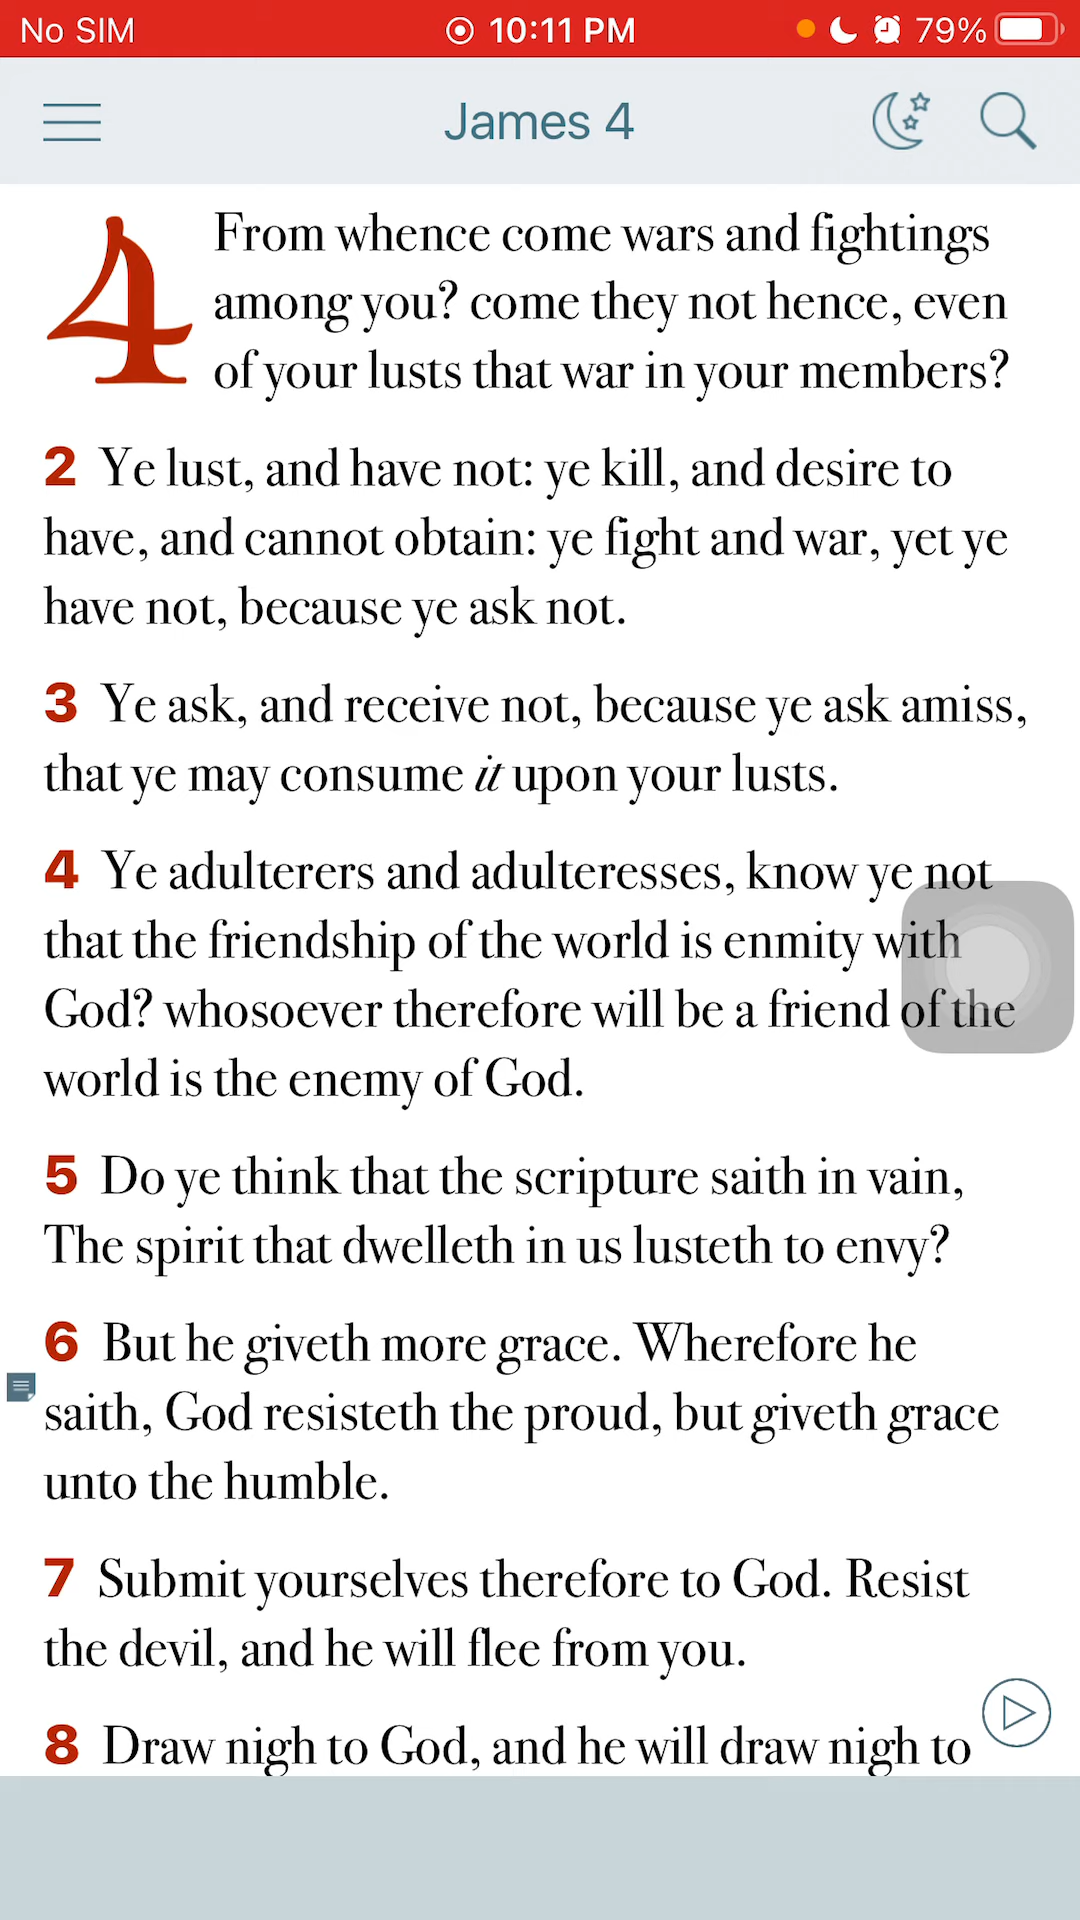 No SIM 10:11 PM 79%
James 4
4 From whence come wars and fightings
among you? come they not hence, even
of your lusts that war in your members?
2 Ye lust, and have not: ye kill, and desire to
have, and cannot obtain: ye fight and war, yet ye
have not, because ye ask not.
3 Ye ask, and receive not, because ye ask amiss,
that ye may consume it upon your lusts.
4 Ye adulterers and adulteresses, know ye not
that the friendship of the world is enmity with
God? whosoever therefore will be a friend of the
world is the enemy of God.
5 Do ye think that the scripture saith in vain,
The spirit that dwelleth in us lusteth to envy?
6 But he giveth more grace. Wherefore he
saith, God resisteth the proud, but giveth grace
unto the humble.
7 Submit yourselves therefore to God. Resist
the devil, and he will flee from you.
8 Draw nigh to God, and he will draw nigh to